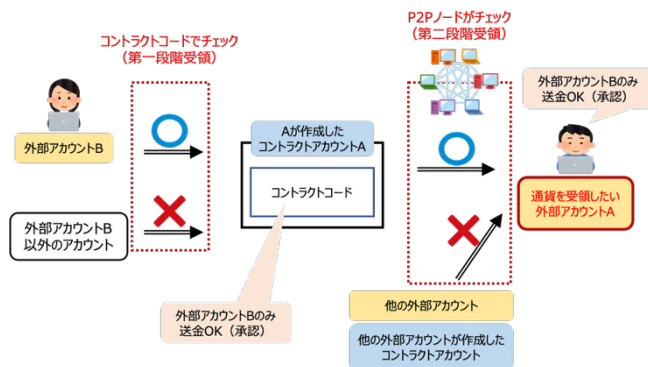 コントラクトコードでチェック
（第一段階受領）
P2Pノードがチェック
（第二段階受領）
外部アカウントBのみ
送金OK（承認）
外部アカウントB
Aが作成した
コントラクトアカウントA
コントラクトコード
通貨を受領したい
外部アカウントA
外部アカウントB
以外のアカウント
外部アカウントBのみ
送金OK（承認）
他の外部アカウント
他の外部アカウントが作成した
コントラクトアカウント